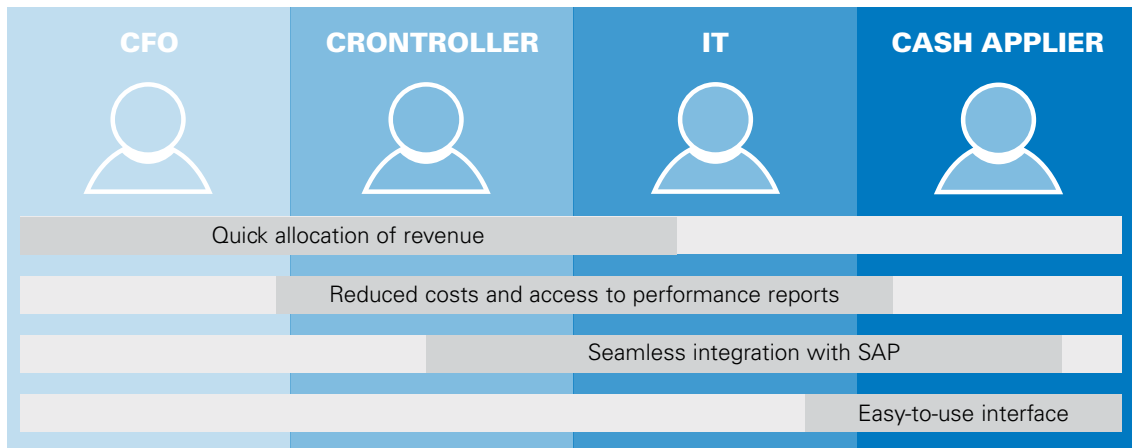 CFO
CRONTROLLER
IT
CASH APPLIER
Quick allocation of revenue
Reduced costs and access to performance reports
Seamless integration with SAP
Easy-to-use interface